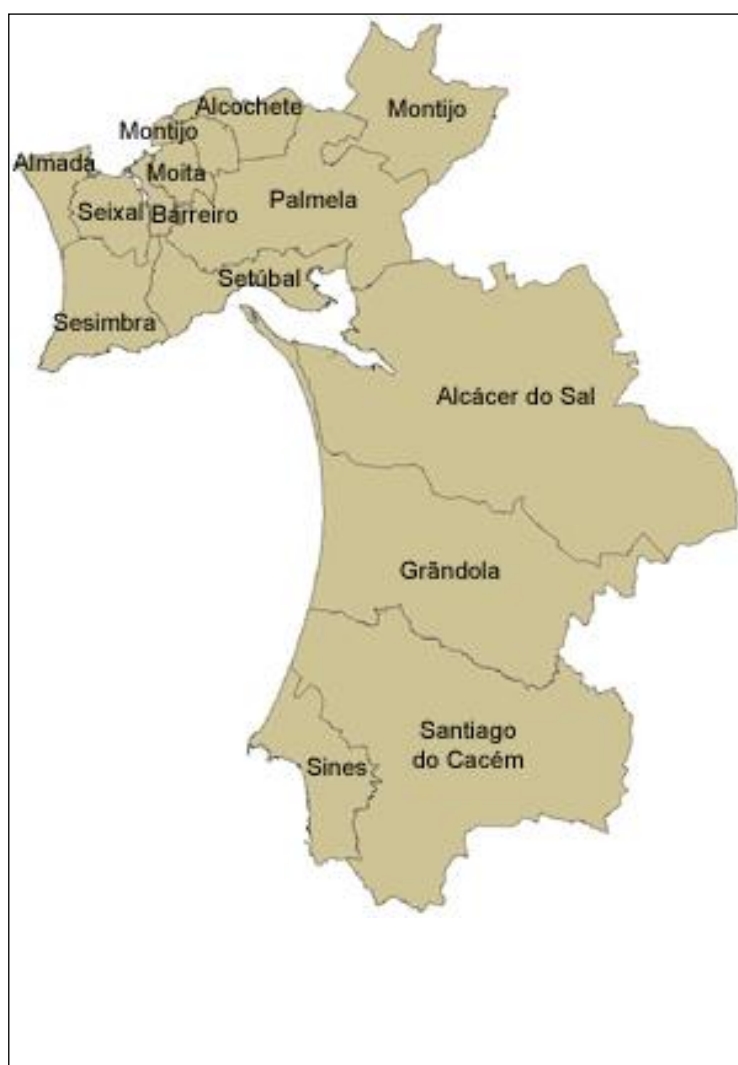 Alcochete
Montijo
Montijo
Almada
Moita
Seixal
Barreiro
Palmela
Setúbal
Sesimbra
Alcácer do Sal
Grândola
Santiago
do Cacém
Sines